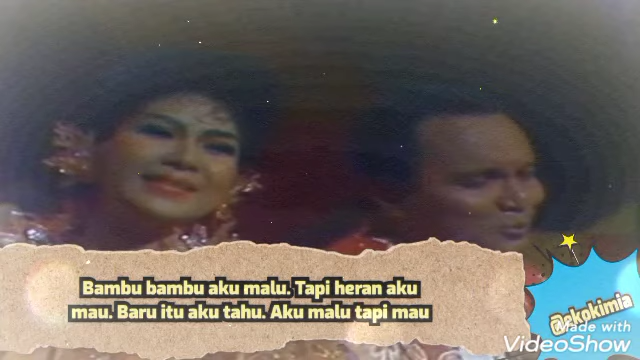 Bambu bambu aku malu. Tapi heran aku
mau. Baru itu aku tahu. Aku malu tapi mau
@ekokimia
Made with
VideoShow